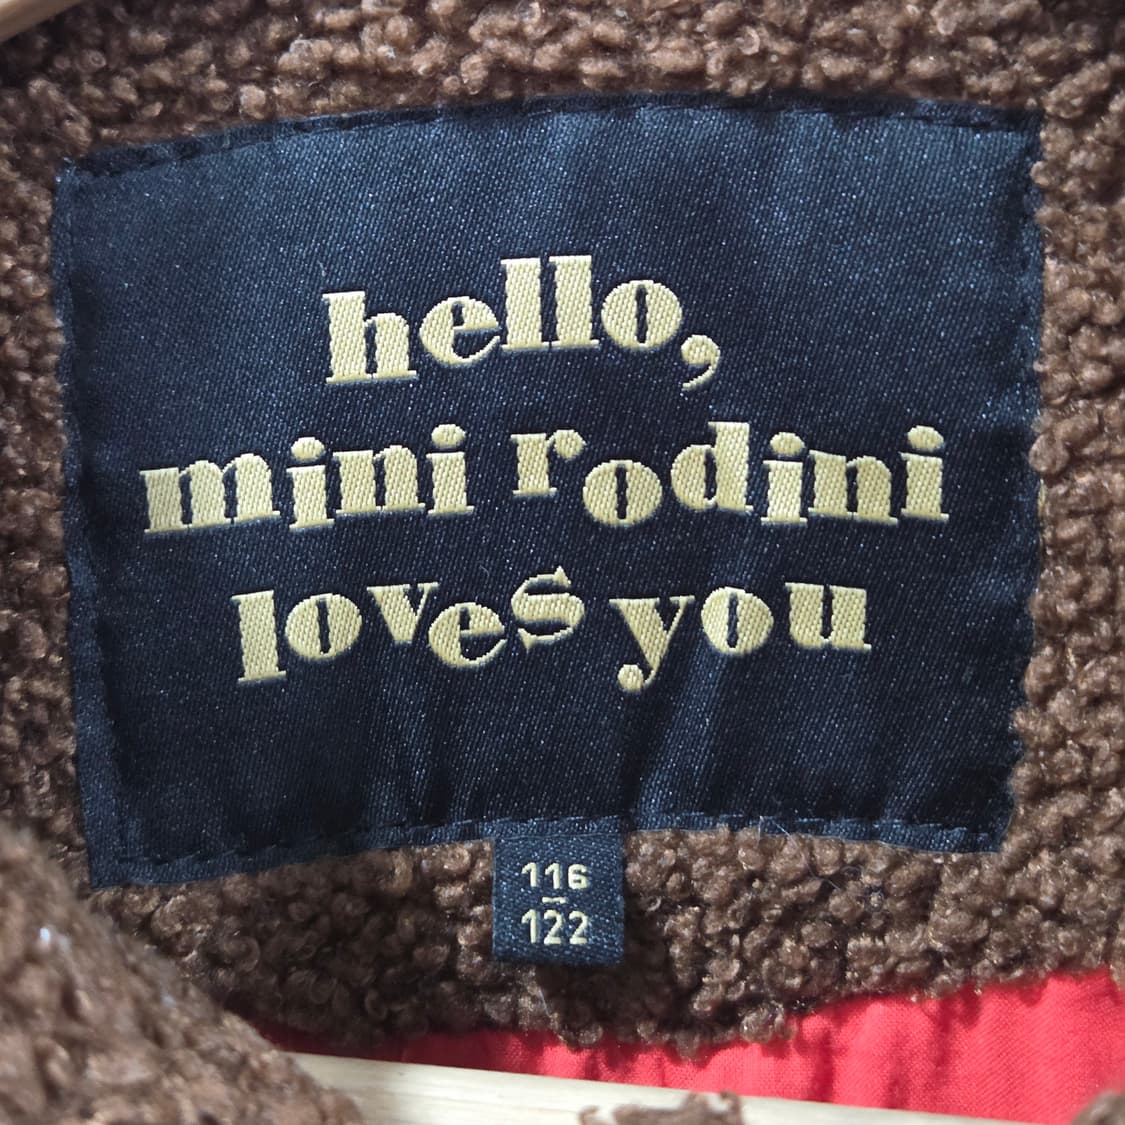 hello,
mini rodini
loves you
116
-
122